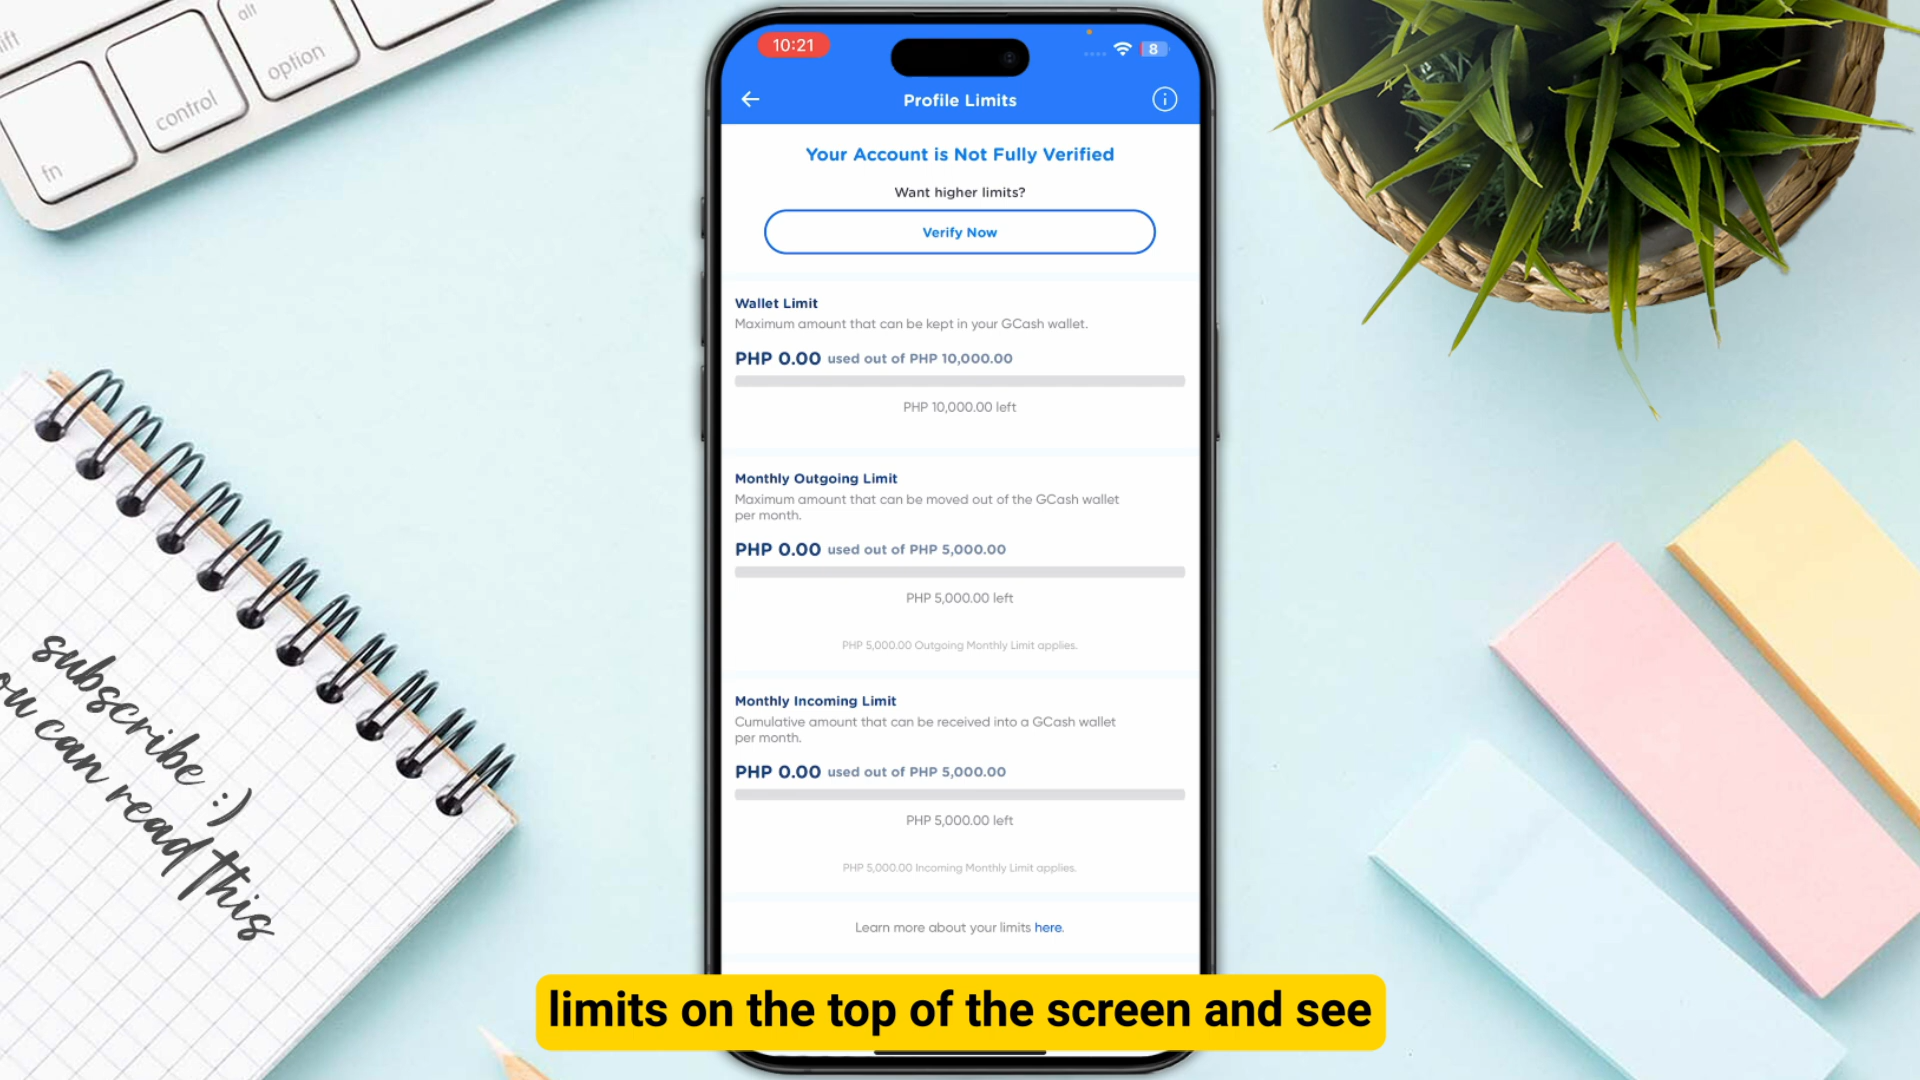 alt
ift
option
control
fn
10:21
8
Profile Limits
Your Account is Not Fully Verified
Want higher limits?
Verify Now
Wallet Limit
Maximum amount that can be kept in your GCash wallet.
PHP 0.00 used out of PHP 10,000.00
PHP 10,000.00 left
Monthly Outgoing Limit
Maximum amount that can be moved out of the GCash wallet
per month.
PHP 0.00 used out of PHP 5,000.00
PHP 5,000.00 left
PHP 5,000.00 Outgoing Monthly Limit applies.
Monthly Incoming Limit
Cumulative amount that can be received into a GCash wallet
per month.
PHP 0.00 used out of PHP 5,000.00
PHP 5,000.00 left
PHP 5,000.00 Incoming Monthly Limit applies.
Learn more about your limits here.
subscribe :)
ou can read this
limits on the top of the screen and see